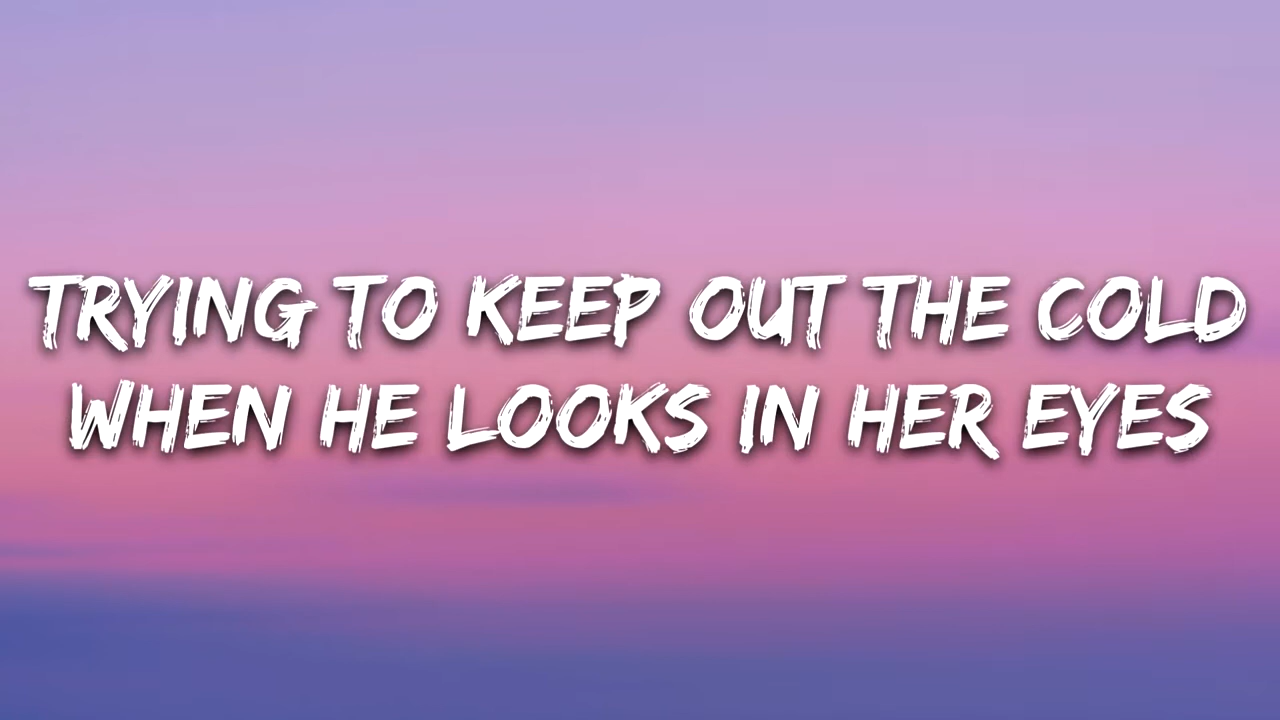 TRYING TO KEEP OUT THE COLD
WHEN HE LOOKS IN HER EYES